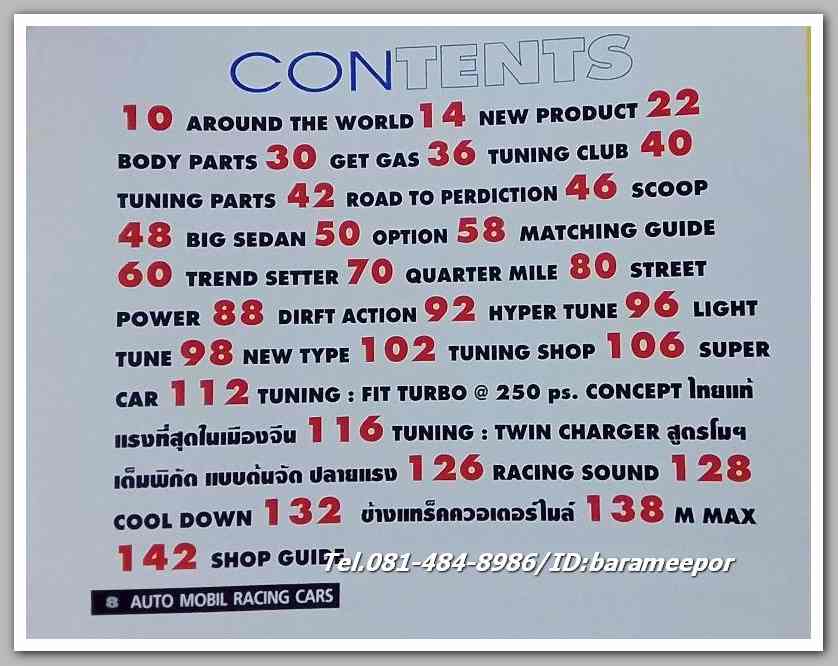 CONTENTS
10 AROUND THE WORLD 14 NEW PRODUCT 22
BODY PARTS 30 GET GAS 36 TUNING CLUB 40
TUNING PARTS 42 ROAD TO PERDICTION 46 SCOOP
48 BIG SEDAN 50 OPTION 58 MATCHING GUIDE
60 TREND SETTER 70 QUARTER MILE 80 STREET
POWER 88 DIRFT ACTION 92 HYPER TUNE 96 LIGHT
TUNE 98 NEW TYPE 102 TUNING SHOP 106 SUPER
CAR 112 TUNING : FIT TURBO @ 250 ps. CONCEPT ไทยแท้
แรงที่สุดในเมืองจีน 116 TUNING : TWIN CHARGER สูตรโมฯ
เต็มพิกัด แบบต้นจัด ปลายแรง 126 RACING SOUND 128
COOL DOWN 132 ข้างแทร็คควอเตอร์ไมล์ 138 M MAX
142 SHOP GUIDE
Tel.081-484-8986/ID:barameepor
8 AUTO MOBIL RACING CARS